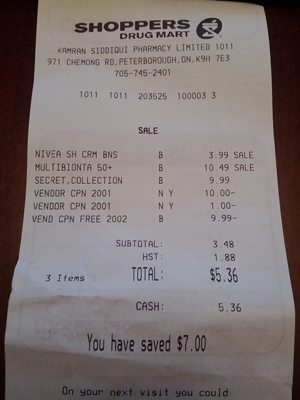 SHOPPERS
DRUG MART
KAMRAN SIDDIQUI PHARMACY LIMITED 1011
971 CHEMONG RD,PETERBOROUGH,ON,K9H 7E3
705-745-2401
1011 1011 203525 100003 3
SALE
NIVEA SH CRM BNS B 3.99 SALE
MULTIBIONTA 50+ B 10.49 SALE
SECRET,COLLECTION B 9.99
VENDOR CPN 2001 N Y 10.00-
VENDOR CPN 2001 N Y 1.00-
VEND CPN FREE 2002 B 9.99-
SUBTOTAL: 3.48
HST: 1.88
3 Items TOTAL: $5.36
CASH: 5.36
You have saved $7.00
On your next visit you could